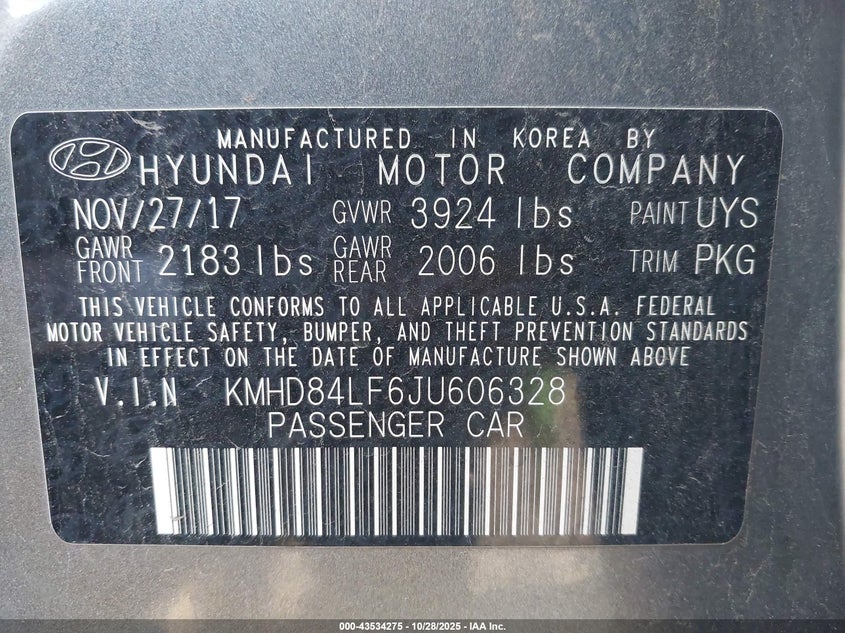 MANUFACTURED IN KOREA BY
HYUNDAI MOTOR COMPANY
NOV/27/17 GVWR 3924 lbs PAINT UYS
GAWR FRONT 2183 lbs GAWR REAR 2006 lbs TRIM PKG
THIS VEHICLE CONFORMS TO ALL APPLICABLE U.S.A. FEDERAL
MOTOR VEHICLE SAFETY, BUMPER, AND THEFT PREVENTION STANDARDS
IN EFFECT ON THE DATE OF MANUFACTURE SHOWN ABOVE.
V.I.N KMHD84LF6JU606328
PASSENGER CAR
000-43534275 - 10/28/2025 - IAA Inc.